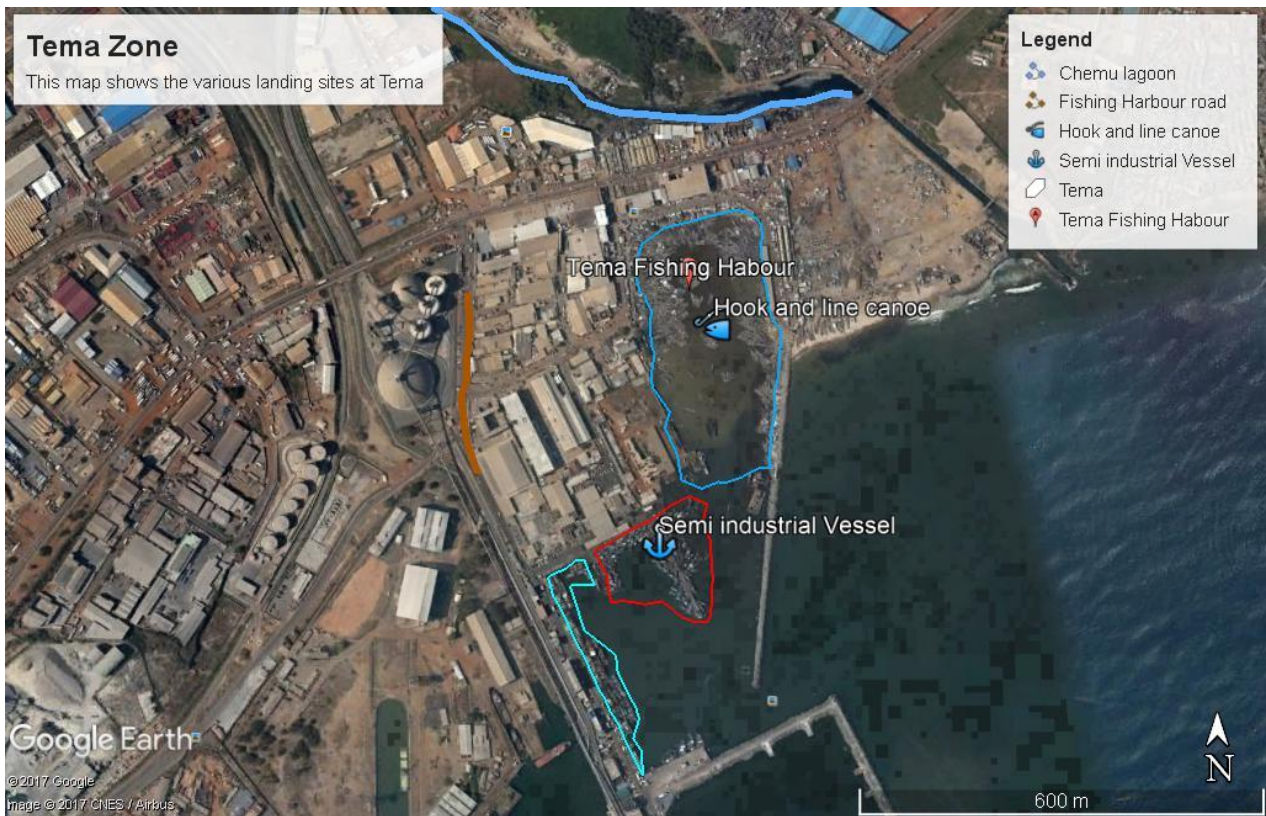 Tema Zone
This map shows the various landing sites at Tema
Legend
Chemu lagoon
Fishing Harbour road
Hook and line canoe
Semi industrial Vessel
Tema
Tema Fishing Habour
Tema Fishing Habour
Hook and line canoe
Semi industrial Vessel
Google Earth
© 2017 Google
Image © 2017 CNES / Airbus
N
600 m